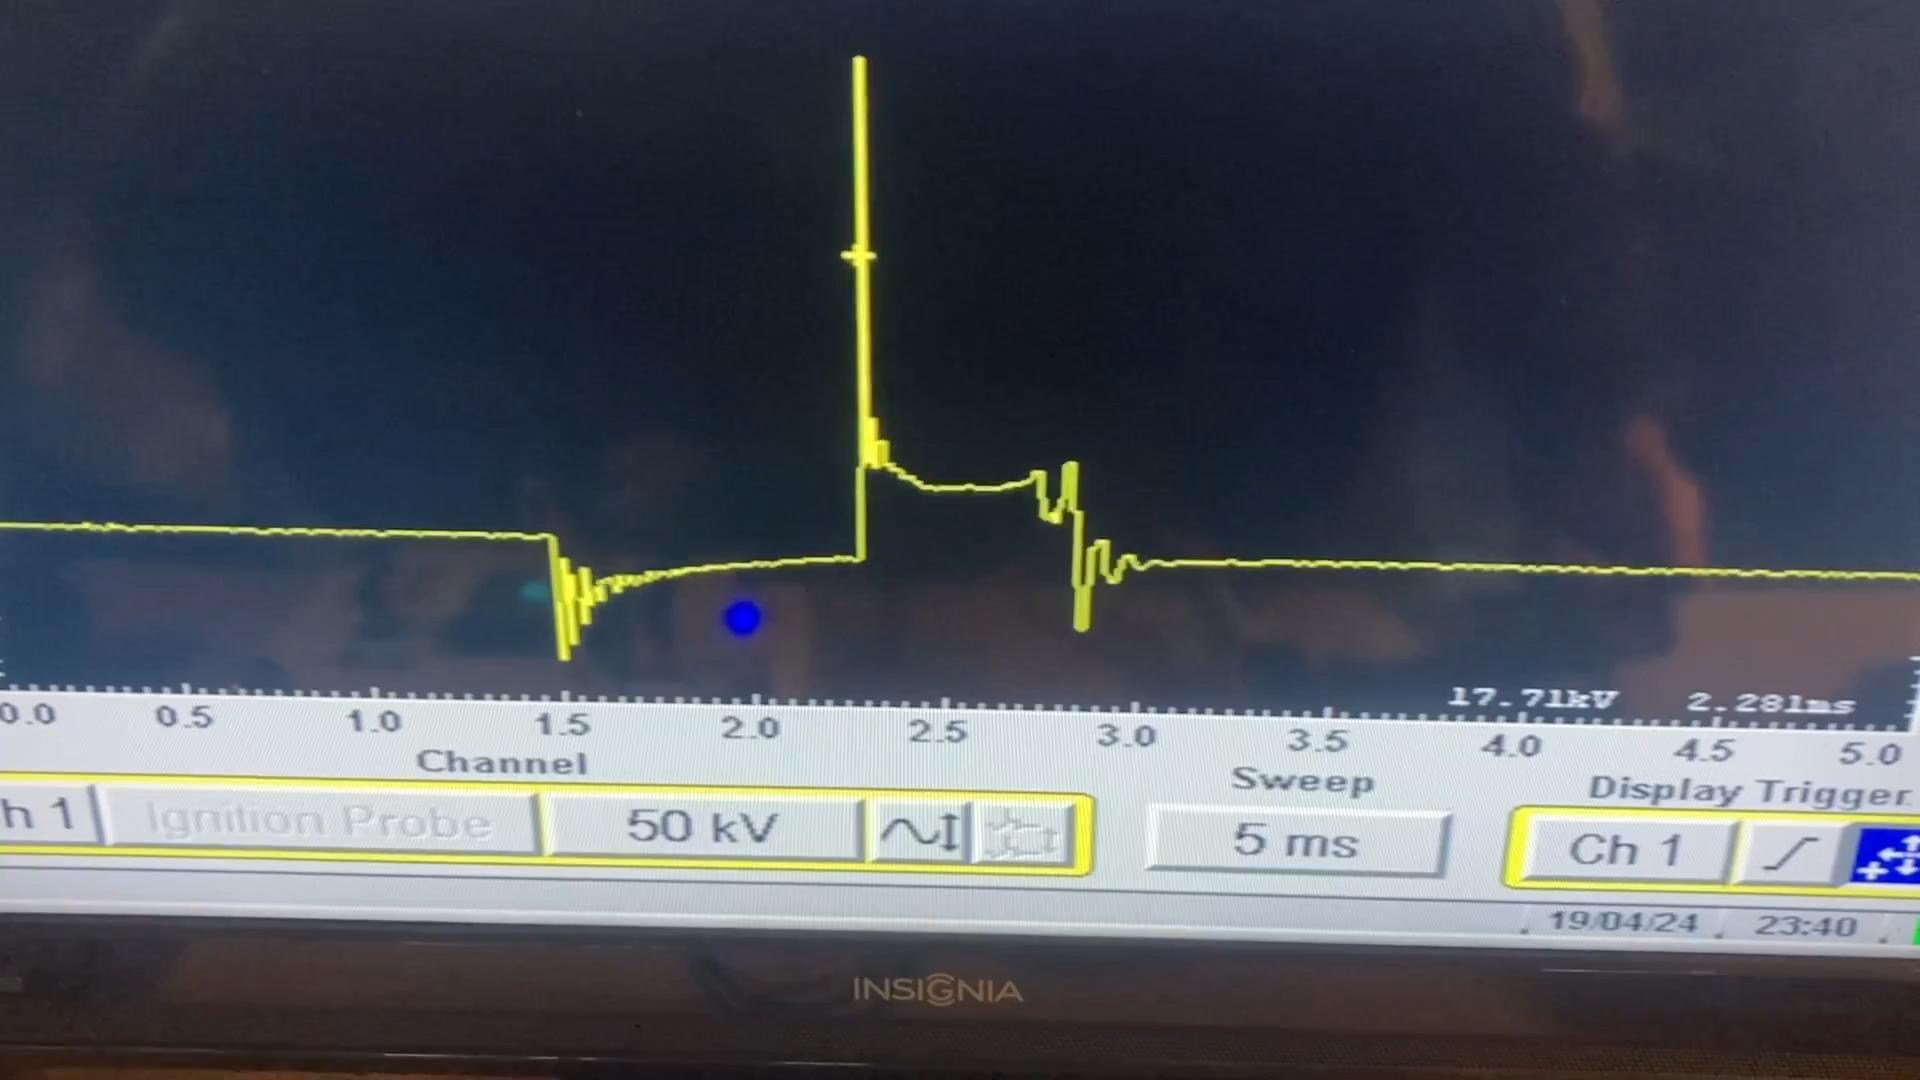 17.71kV 2.281ms
0.0 0.5 1.0 1.5 2.0 2.5 3.0 3.5 4.0 4.5 5.0
Channel Sweep Display Trigger
h 1 Ignition Probe 50 kV 5 ms Ch 1
19/04/24 23:40
INSIGNIA